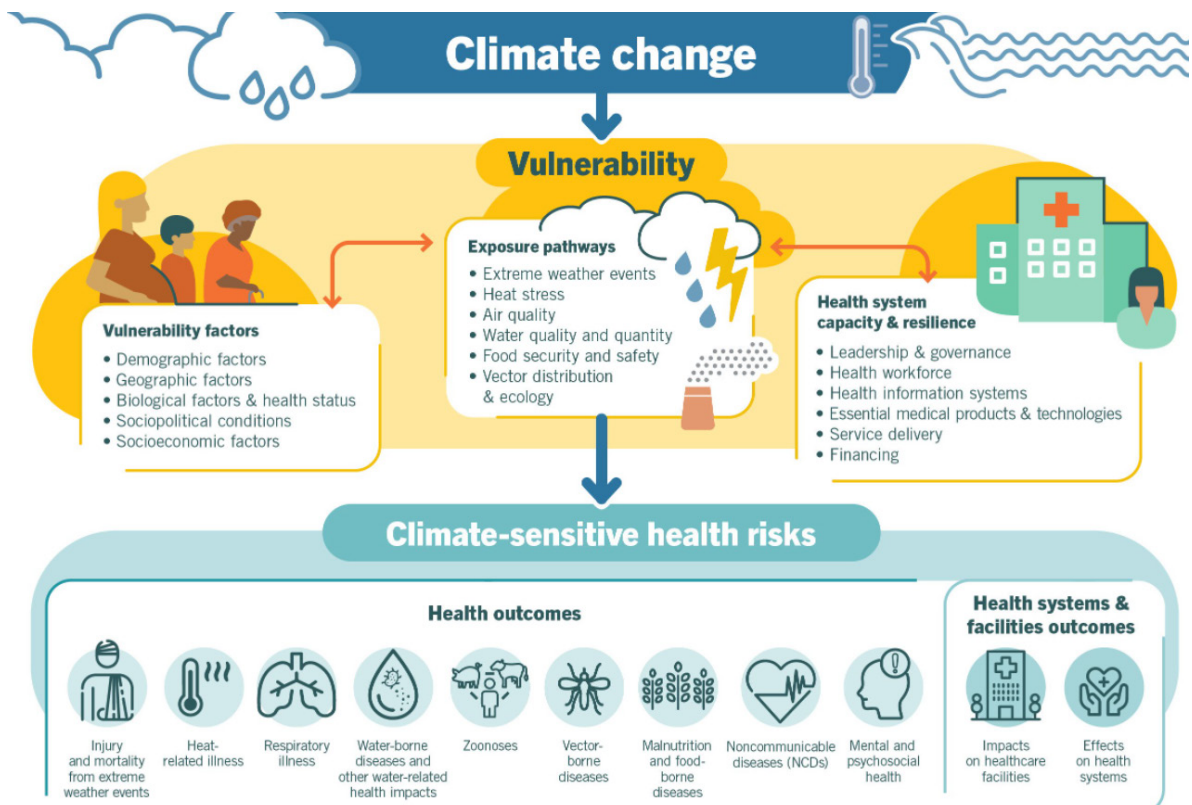 Climate change
Vulnerability
Vulnerability factors
• Demographic factors
• Geographic factors
• Biological factors & health status
• Sociopolitical conditions
• Socioeconomic factors
Exposure pathways
• Extreme weather events
• Heat stress
• Air quality
• Water quality and quantity
• Food security and safety
• Vector distribution
& ecology
Health system
capacity & resilience
• Leadership & governance
• Health workforce
• Health information systems
• Essential medical products & technologies
• Service delivery
• Financing
Climate-sensitive health risks
Health outcomes
Injury
and mortality
from extreme
weather events
Heat-
related illness
Respiratory
illness
Water-borne
diseases and
other water-related
health impacts
Zoonoses
Vector-
borne
diseases
Malnutrition
and food-
borne
diseases
Noncommunicable
diseases (NCDs)
Mental and
psychosocial
health
Health systems &
facilities outcomes
Impacts
on healthcare
facilities
Effects
on health
systems